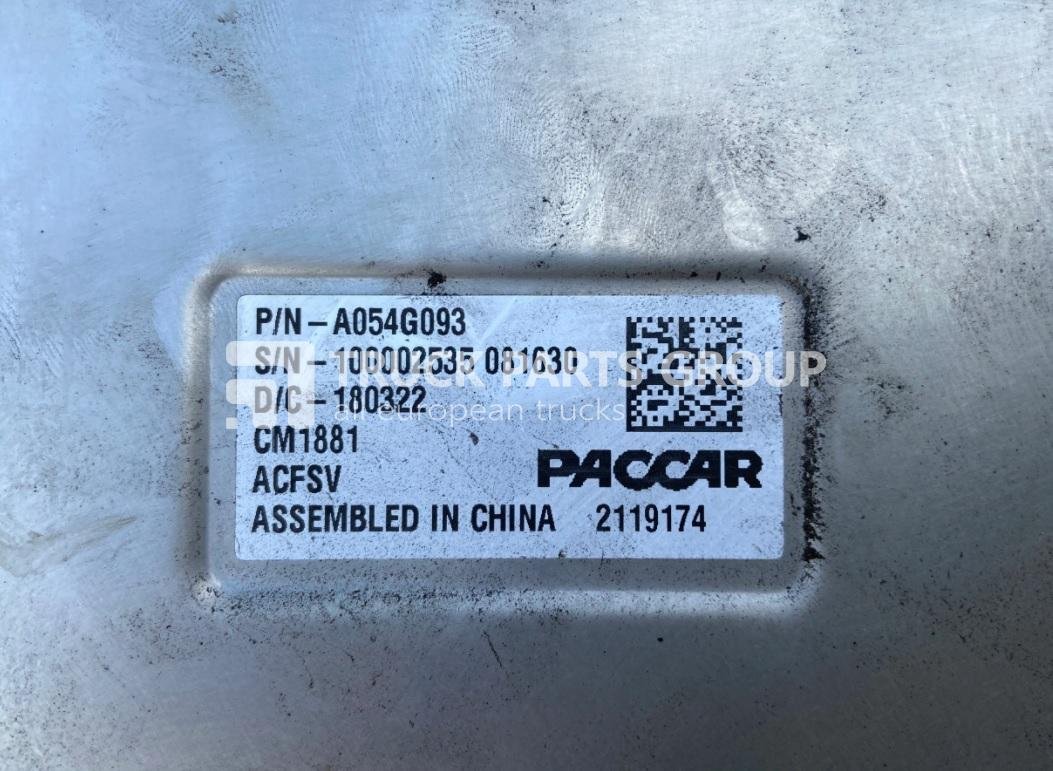 P/N – A054G093
S/N – 100002535 081630
D/C – 180322
CM1881
ACFSV
PACCAR
ASSEMBLED IN CHINA 2119174
TRUCK PARTS GROUP
all european trucks